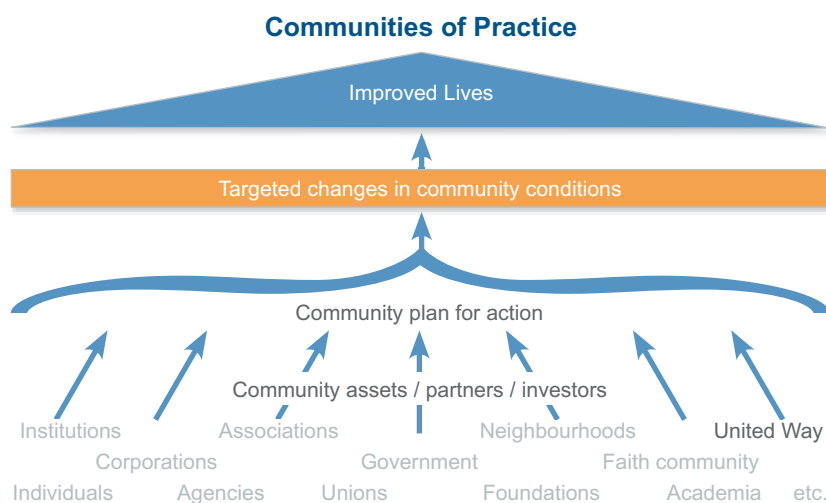 Communities of Practice
Improved Lives
Targeted changes in community conditions
Community plan for action
Community assets / partners / investors
Institutions Associations Neighbourhoods United Way
Corporations Government Faith community
Individuals Agencies Unions Foundations Academia etc.